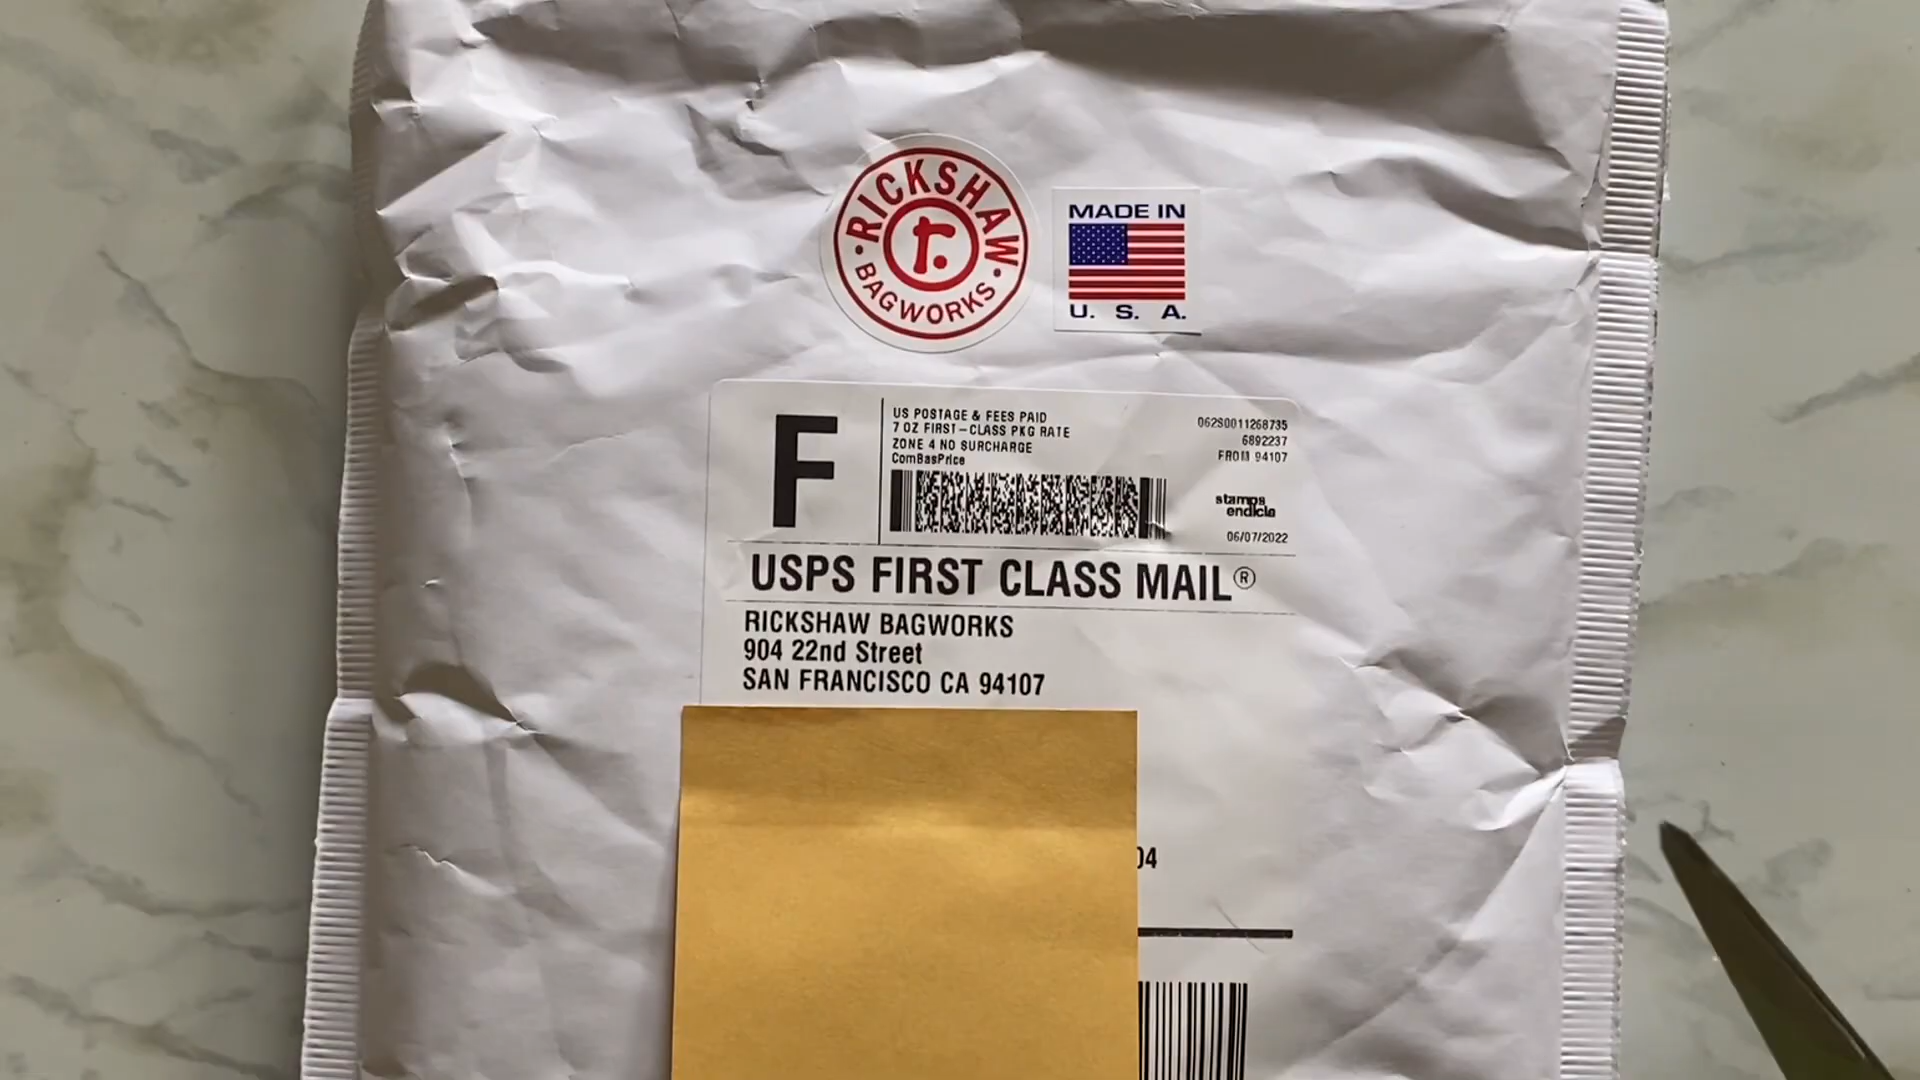 RICKSHAW
r.
BAGWORKS
MADE IN
U. S. A.
F
US POSTAGE & FEES PAID
7 OZ FIRST-CLASS PKG RATE
ZONE 4 NO SURCHARGE
ComBasPrice
062S0011268735
6892237
FROM 94107
stamps
endicia
06/07/2022
USPS FIRST CLASS MAIL®
RICKSHAW BAGWORKS
904 22nd Street
SAN FRANCISCO CA 94107
04